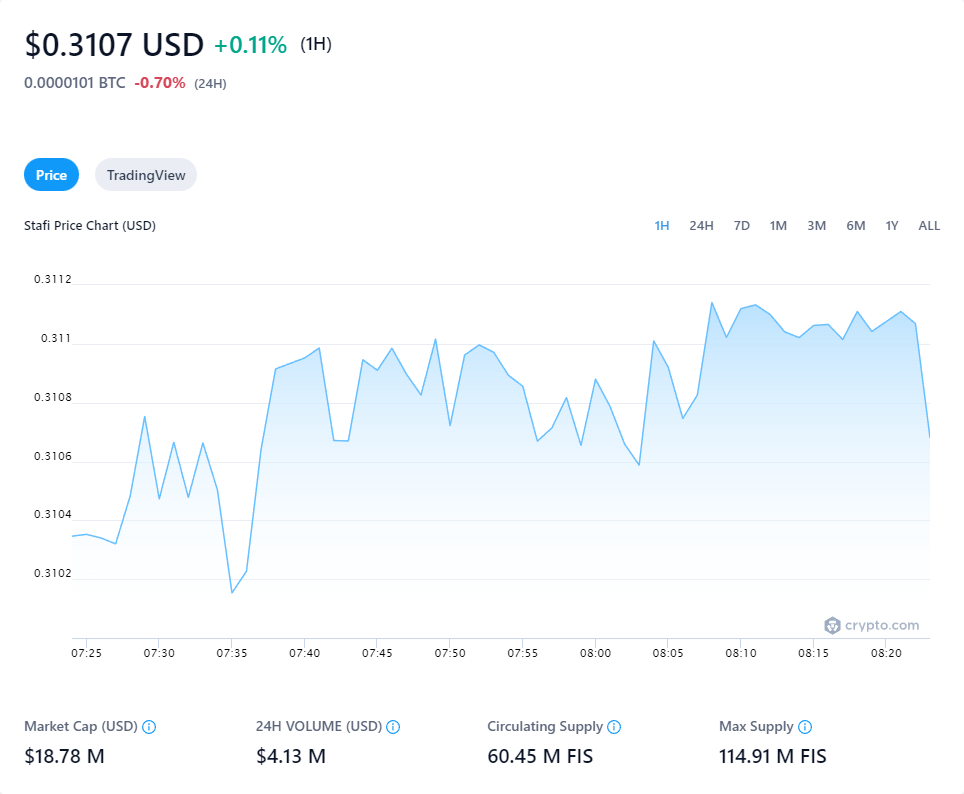 $0.3107 USD +0.11% (1H)
0.0000101 BTC -0.70% (24H)
Price TradingView
Stafi Price Chart (USD) 1H 24H 7D 1M 3M 6M 1Y ALL
0.3112
0.311
0.3108
0.3106
0.3104
0.3102
crypto.com
07:25 07:30 07:35 07:40 07:45 07:50 07:55 08:00 08:05 08:10 08:15 08:20
Market Cap (USD) 24H VOLUME (USD) Circulating Supply Max Supply
$18.78 M $4.13 M 60.45 M FIS 114.91 M FIS